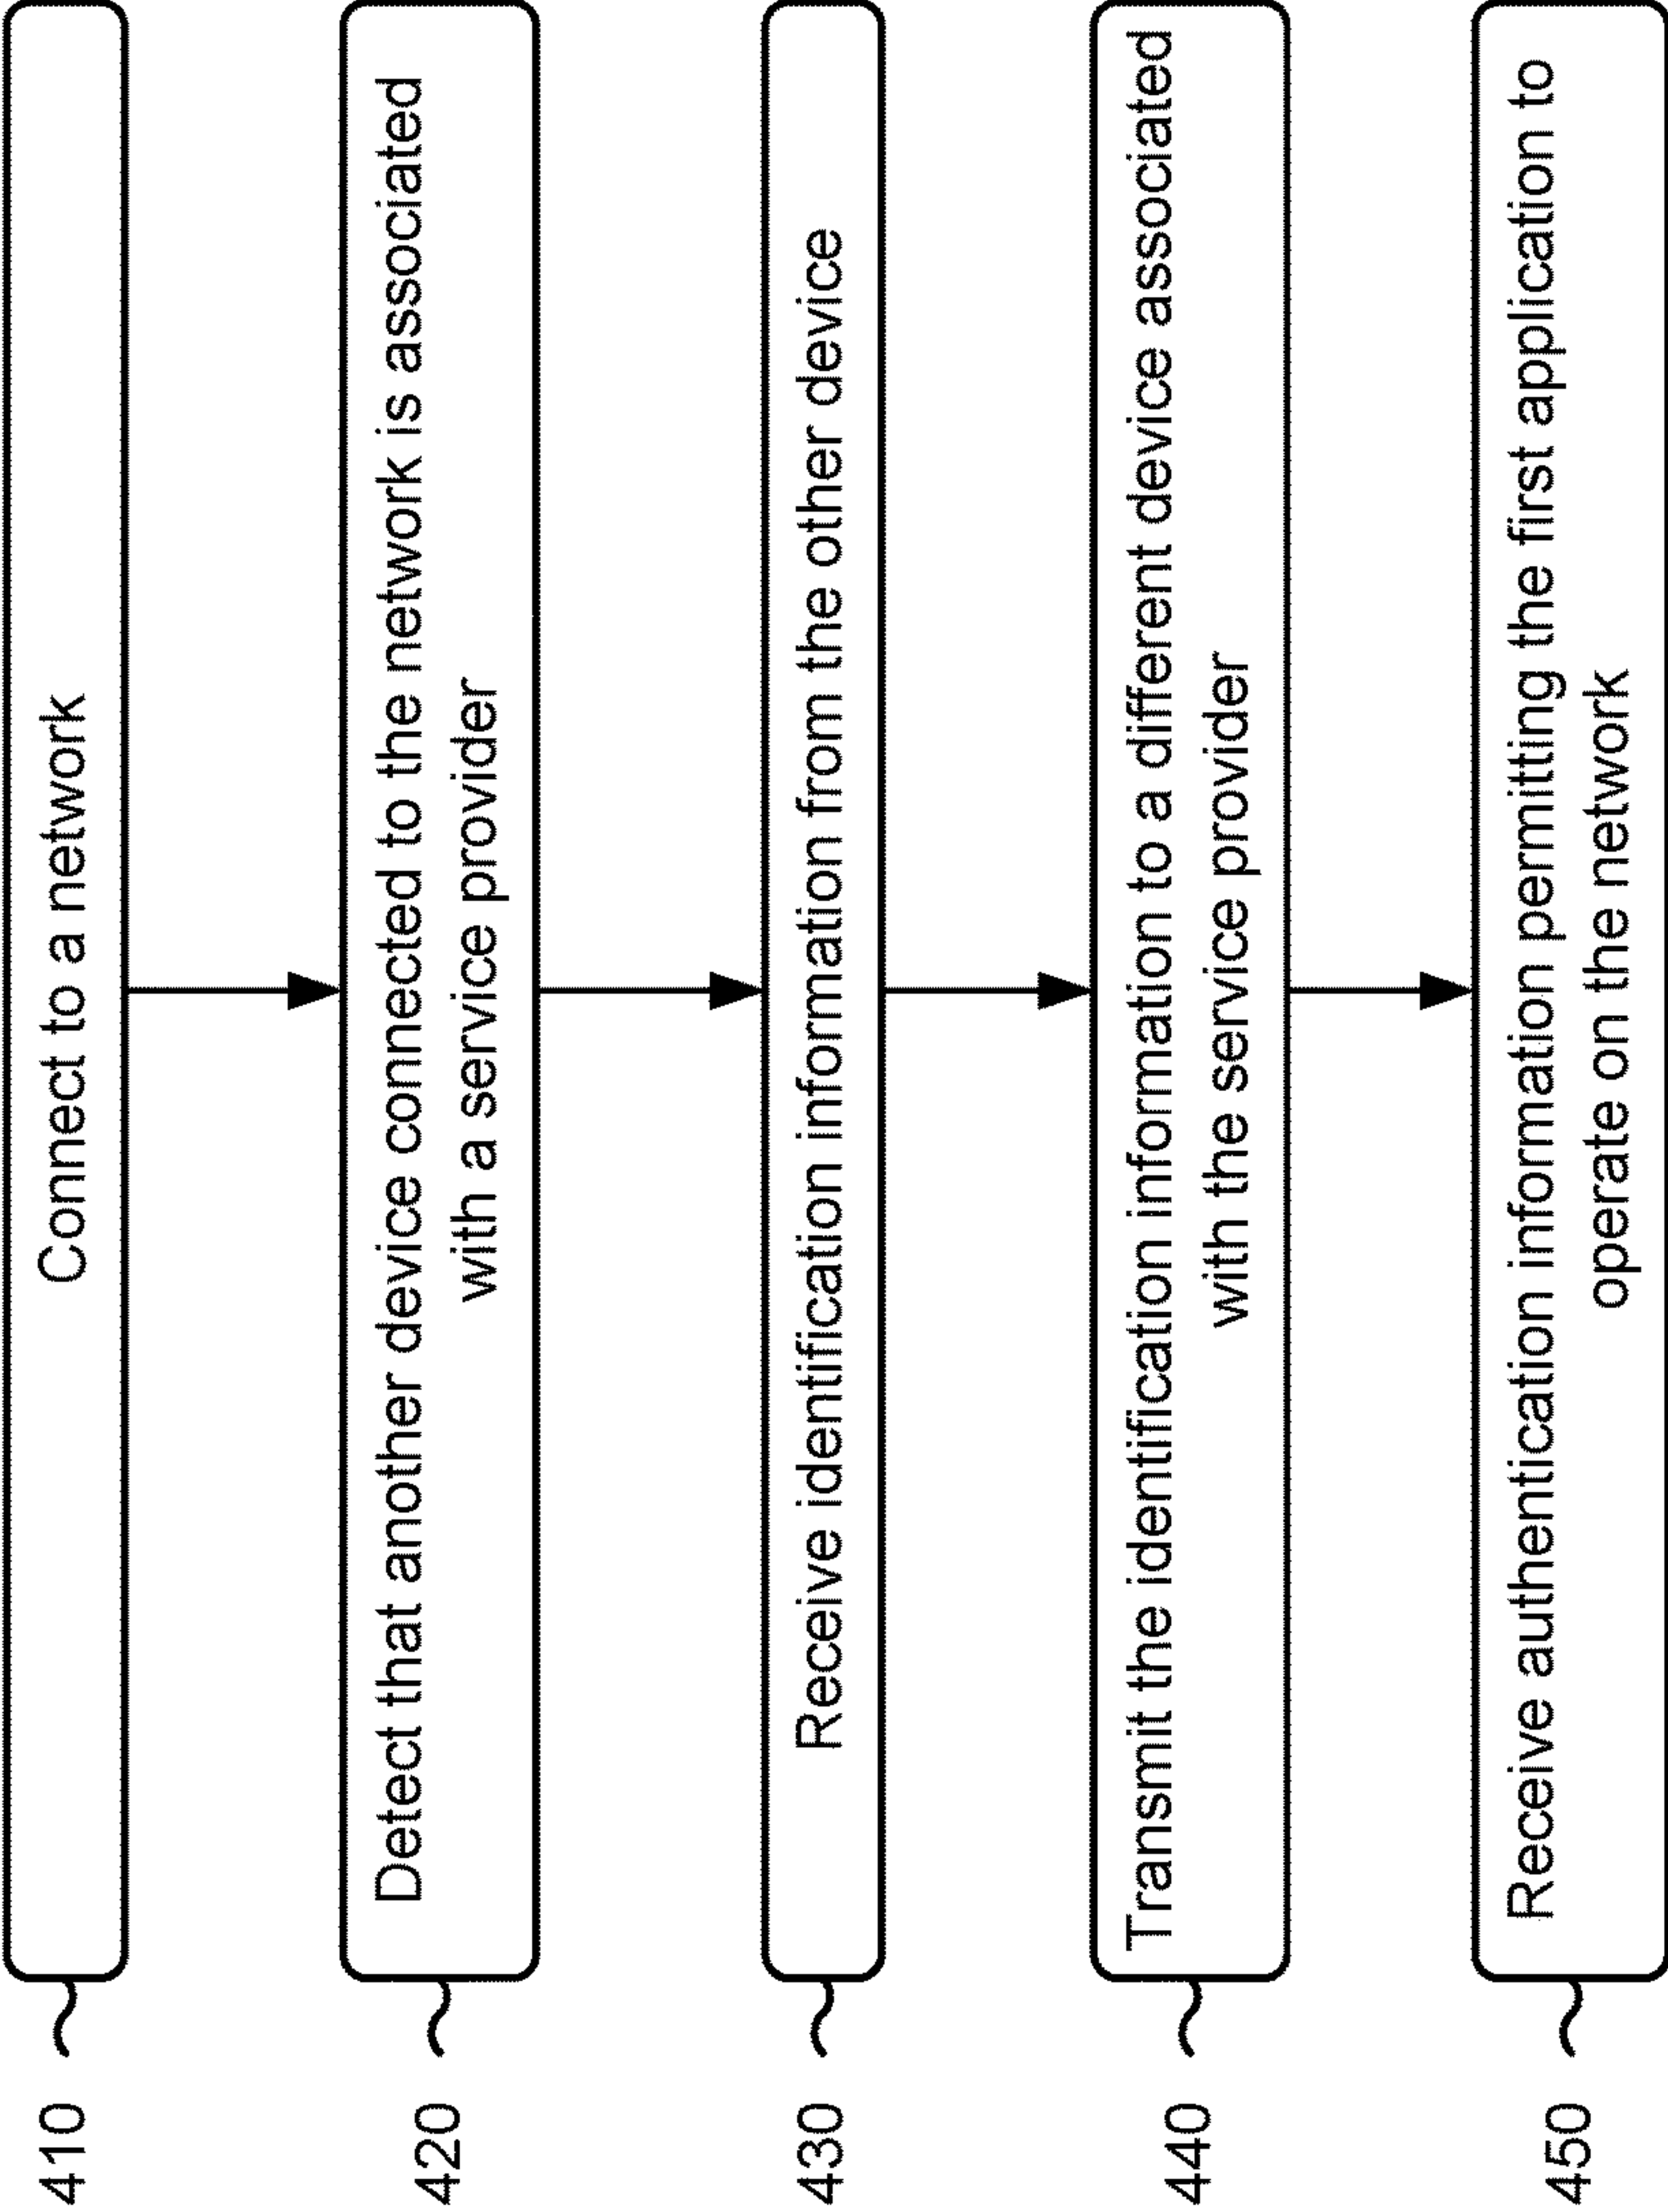 410
Connect to a network
420
Detect that another device connected to the network is associated
with a service provider
430
Receive identification information from the other device
440
Transmit the identification information to a different device associated
with the service provider
450
Receive authentication information permitting the first application to
operate on the network